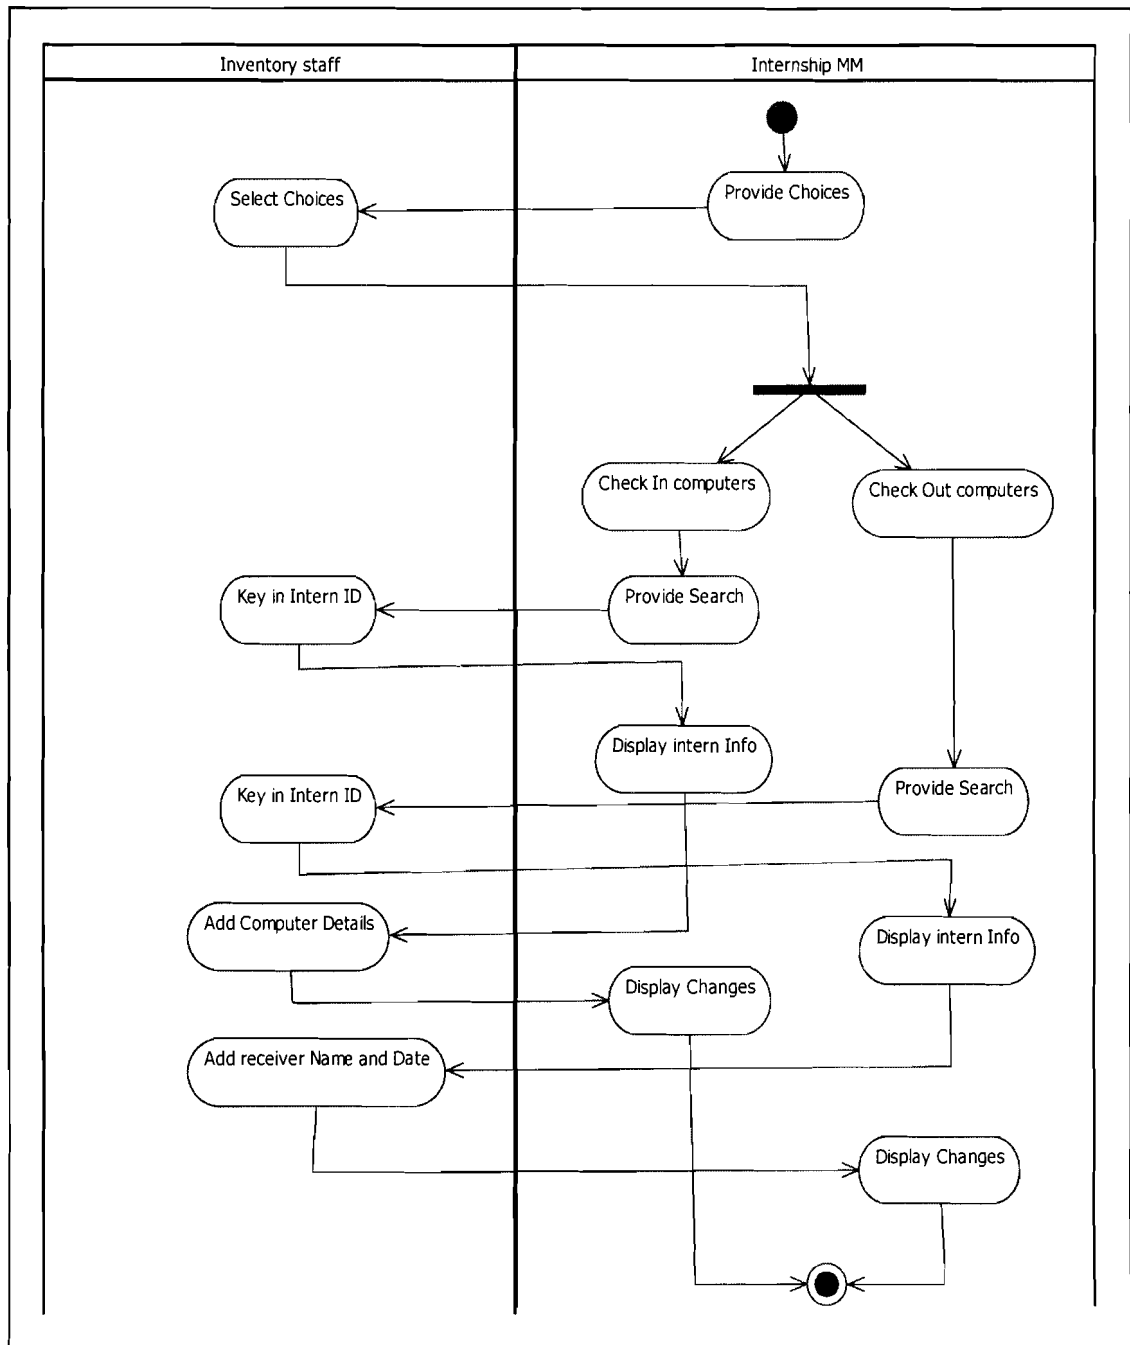 Inventory staff
Internship MM
Provide Choices
Select Choices
Check In computers
Check Out computers
Key in Intern ID
Provide Search
Display intern Info
Key in Intern ID
Provide Search
Add Computer Details
Display intern Info
Display Changes
Add receiver Name and Date
Display Changes